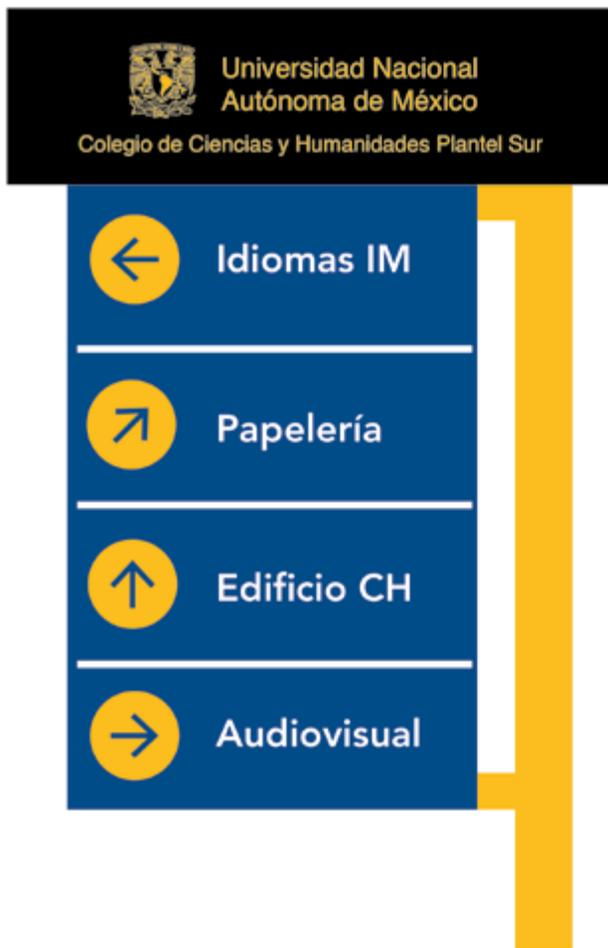 Universidad Nacional
Autónoma de México
Colegio de Ciencias y Humanidades Plantel Sur
Idiomas IM
Papelería
Edificio CH
Audiovisual